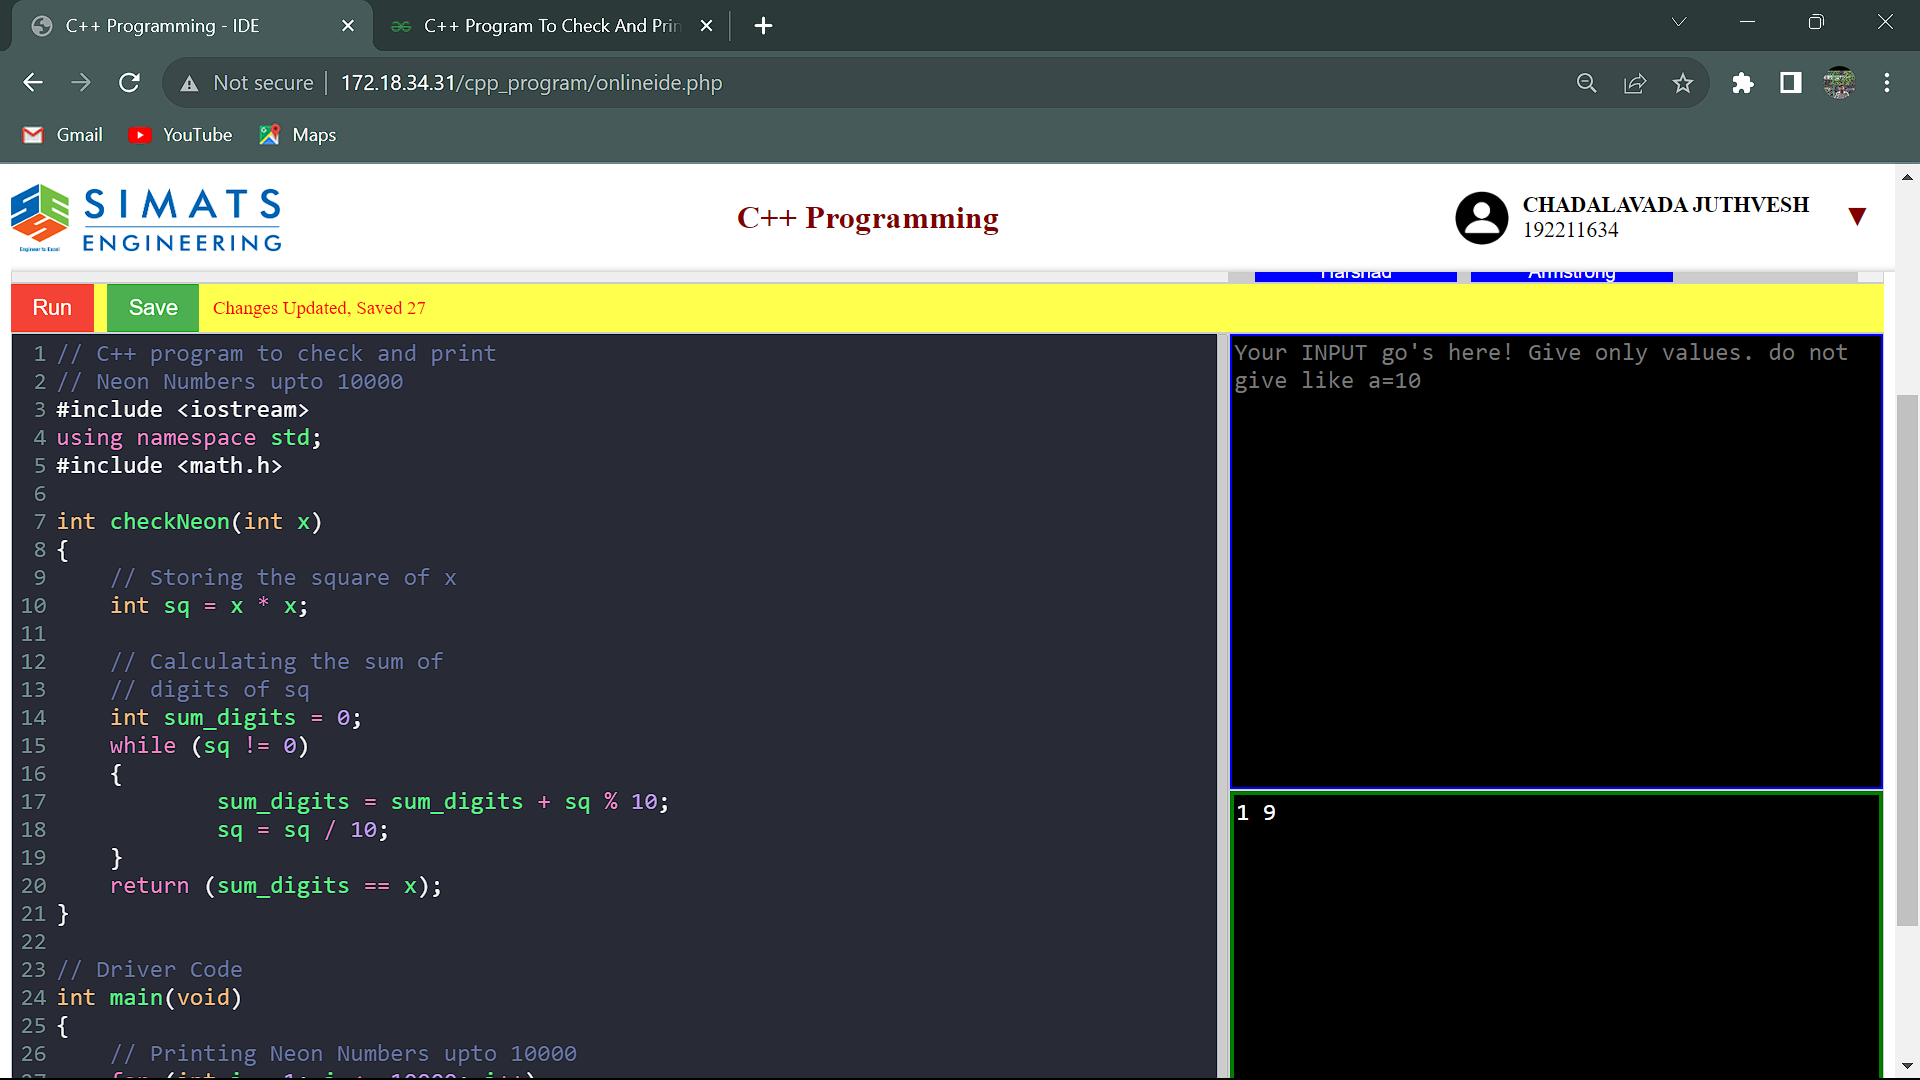 C++ Programming - IDE
C++ Program To Check And Prin
Not secure
172.18.34.31/cpp_program/onlineide.php
Gmail
YouTube
Maps
SIMATS
ENGINEERING
Engineer to Excel
C++ Programming
CHADALAVADA JUTHVESH
192211634
Harshad
Armstrong
Run
Save
Changes Updated, Saved 27
1 // C++ program to check and print
2 // Neon Numbers upto 10000
3 #include <iostream>
4 using namespace std;
5 #include <math.h>
6
7 int checkNeon(int x)
8 {
9 // Storing the square of x
10 int sq = x * x;
11
12 // Calculating the sum of
13 // digits of sq
14 int sum_digits = 0;
15 while (sq != 0)
16 {
17 sum_digits = sum_digits + sq % 10;
18 sq = sq / 10;
19 }
20 return (sum_digits == x);
21 }
22
23 // Driver Code
24 int main(void)
25 {
26 // Printing Neon Numbers upto 10000
Your INPUT go's here! Give only values. do not
give like a=10
1 9